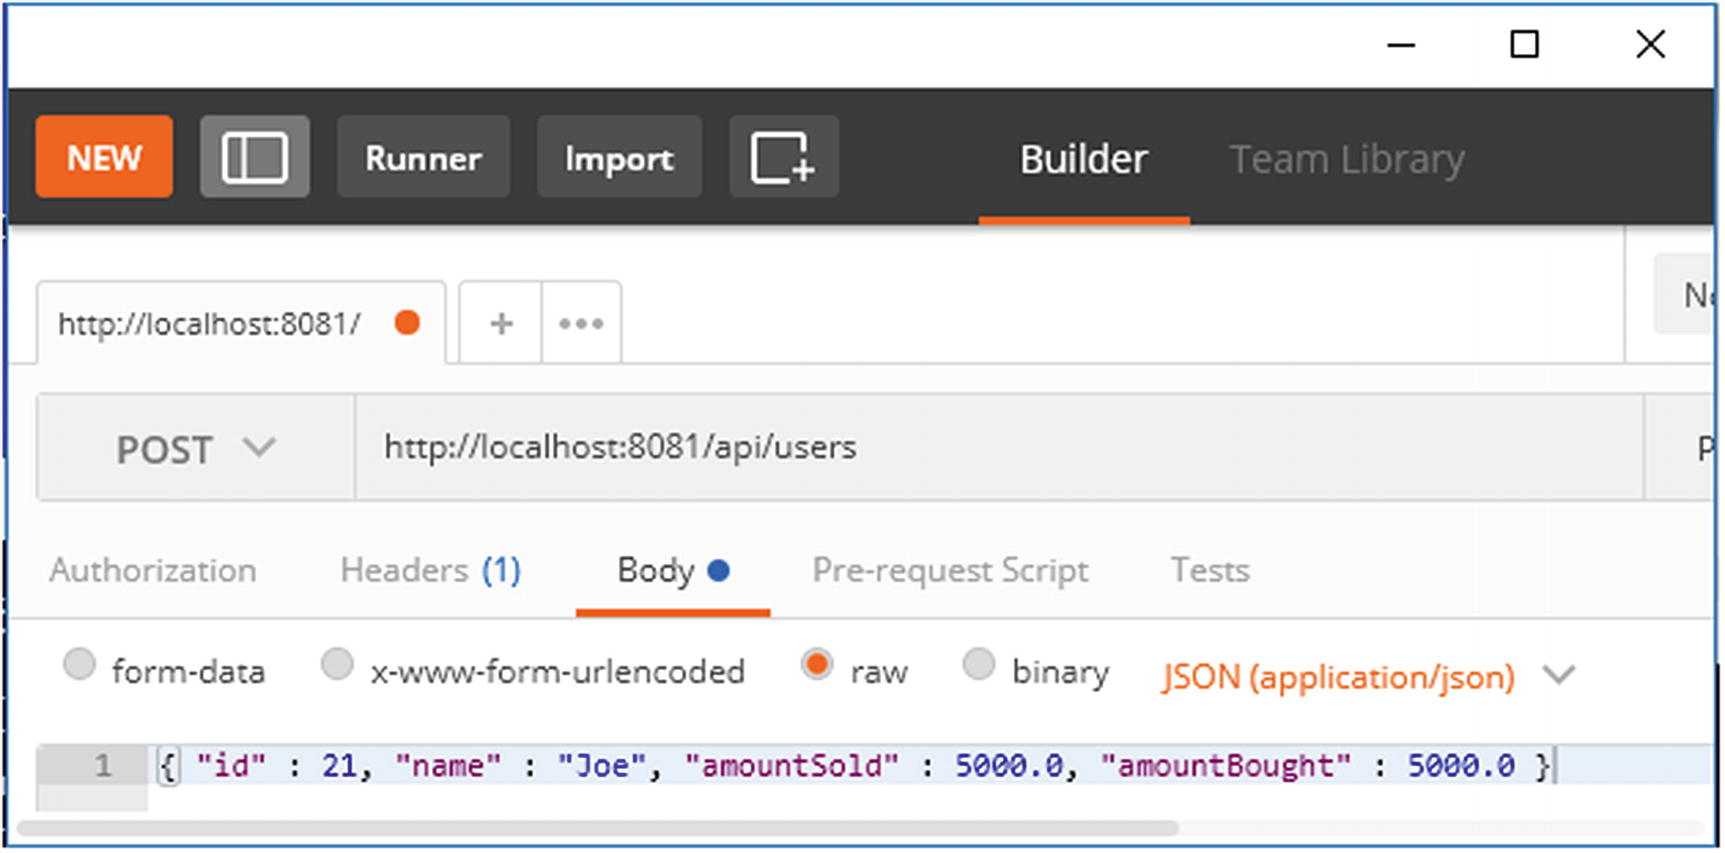 NEW Runner Import Builder Team Library
http://localhost:8081/ + •••
POST http://localhost:8081/api/users
Authorization Headers (1) Body Pre-request Script Tests
form-data x-www-form-urlencoded raw binary JSON (application/json)
1 { "id" : 21, "name" : "Joe", "amountSold" : 5000.0, "amountBought" : 5000.0 }